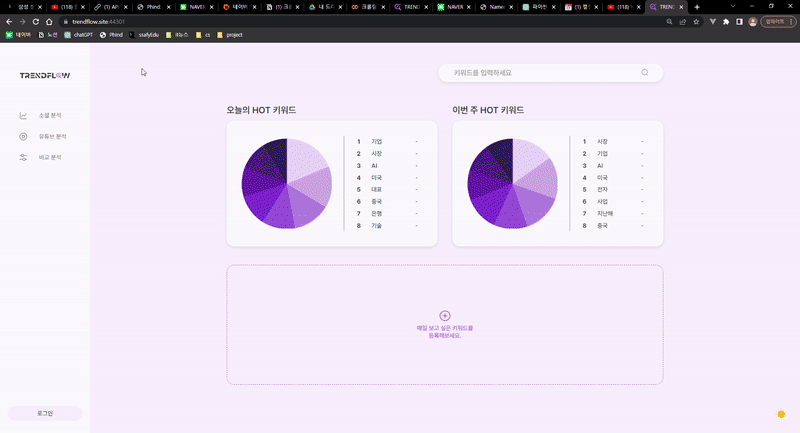 삼성
(118)
(1) API
Phind
NAVER
네이버
(1) 크롬
내 드라
크롤링
TREND
NAVER
파이썬
(118)
TREND
trendflow.site:44301
업데이트
네이버
노션
chatGPT
Phind
ssafyEdu
IT뉴스
cs
project
TRENDFLOW
키워드를 입력하세요
소셜 분석
유튜브 분석
비교 분석
오늘의 HOT 키워드
1 기업 -
2 시장 -
3 AI -
4 미국 -
5 대표 -
6 중국 -
7 은행 -
8 기술 -
이번 주 HOT 키워드
1 시장 -
2 기업 -
3 AI -
4 미국 -
5 전자 -
6 사업 -
7 지난해 -
8 중국 -
매일 보고 싶은 키워드를
등록해보세요.
로그인